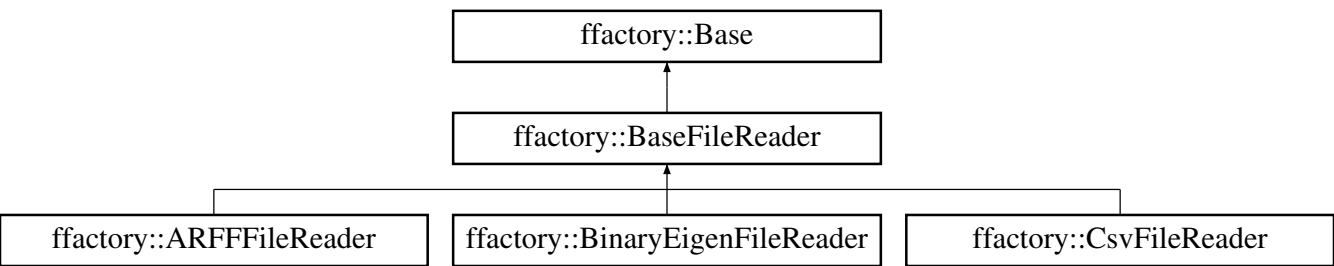 ffactory::Base
ffactory::BaseFileReader
ffactory::ARFFFileReader
ffactory::BinaryEigenFileReader
ffactory::CsvFileReader